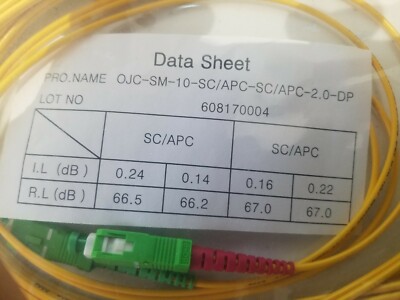 Data Sheet
PRO.NAME OJC-SM-10-SC/APC-SC/APC-2.0-DP
LOT NO 608170004
SC/APC SC/APC
I.L (dB) 0.24 0.14 0.16 0.22
R.L (dB) 66.5 66.2 67.0 67.0